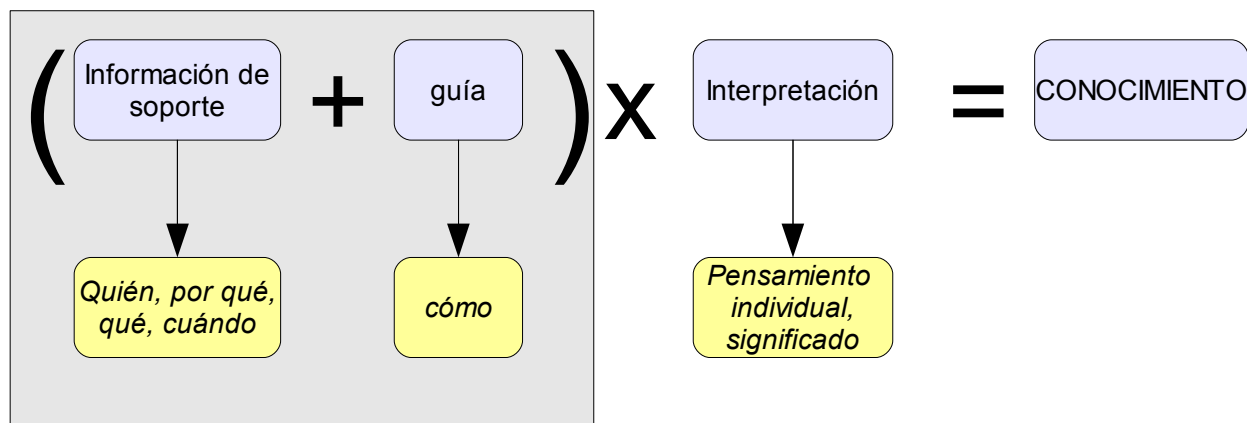 ( Información de soporte + guía ) x Interpretación = CONOCIMIENTO
Quién, por qué,
qué, cuándo
cómo
Pensamiento
individual,
significado